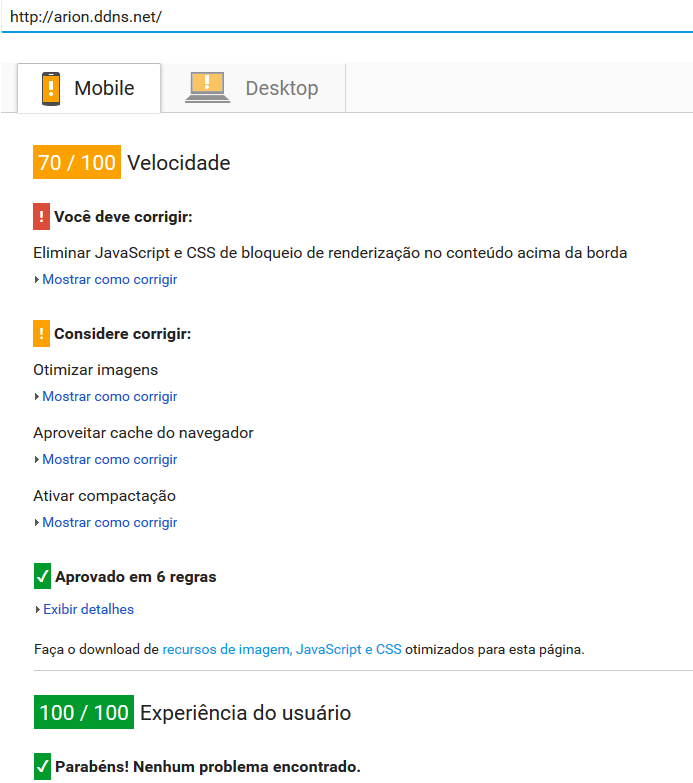 http://arion.ddns.net/
Mobile
Desktop
70 / 100 Velocidade
! Você deve corrigir:
Eliminar JavaScript e CSS de bloqueio de renderização no conteúdo acima da borda
Mostrar como corrigir
! Considere corrigir:
Otimizar imagens
Mostrar como corrigir
Aproveitar cache do navegador
Mostrar como corrigir
Ativar compactação
Mostrar como corrigir
Aprovado em 6 regras
Exibir detalhes
Faça o download de recursos de imagem, JavaScript e CSS otimizados para esta página.
100 / 100 Experiência do usuário
Parabéns! Nenhum problema encontrado.